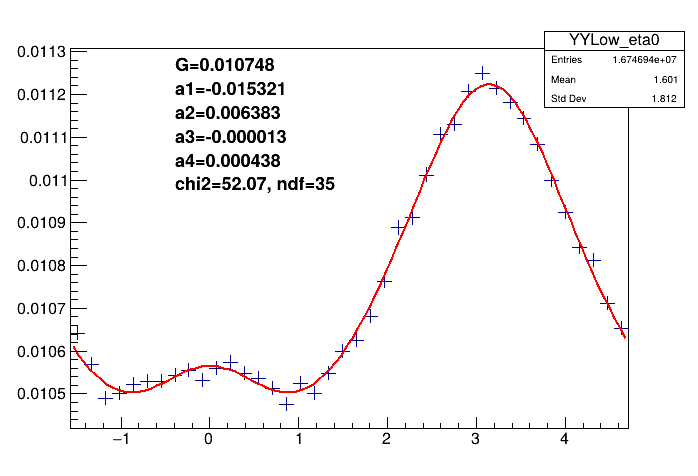 YYLow_eta0
Entries 1.674694e+07
Mean 1.601
Std Dev 1.812
G=0.010748
a1=-0.015321
a2=0.006383
a3=-0.000013
a4=0.000438
chi2=52.07, ndf=35
0.0113
0.0112
0.0111
0.011
0.0109
0.0108
0.0107
0.0106
0.0105
−1 0 1 2 3 4